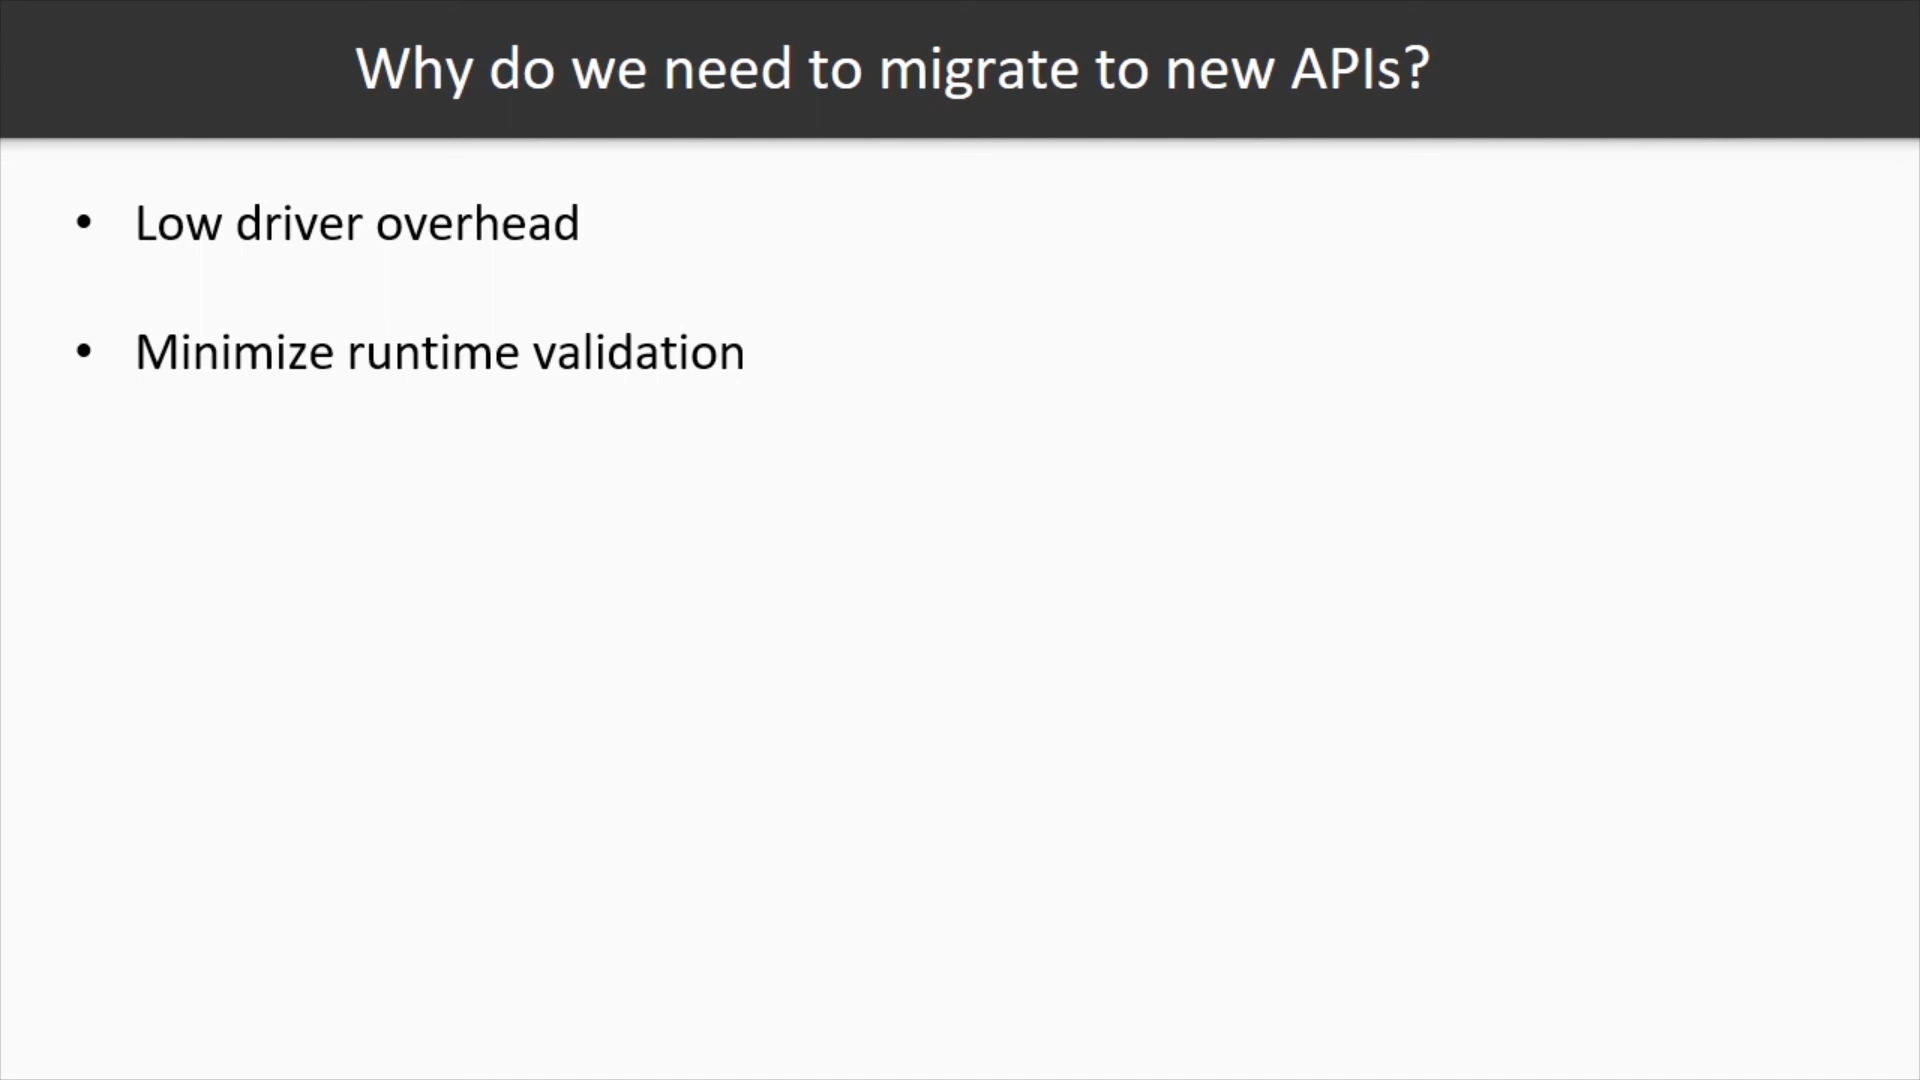 Why do we need to migrate to new APIs?
• Low driver overhead
• Minimize runtime validation